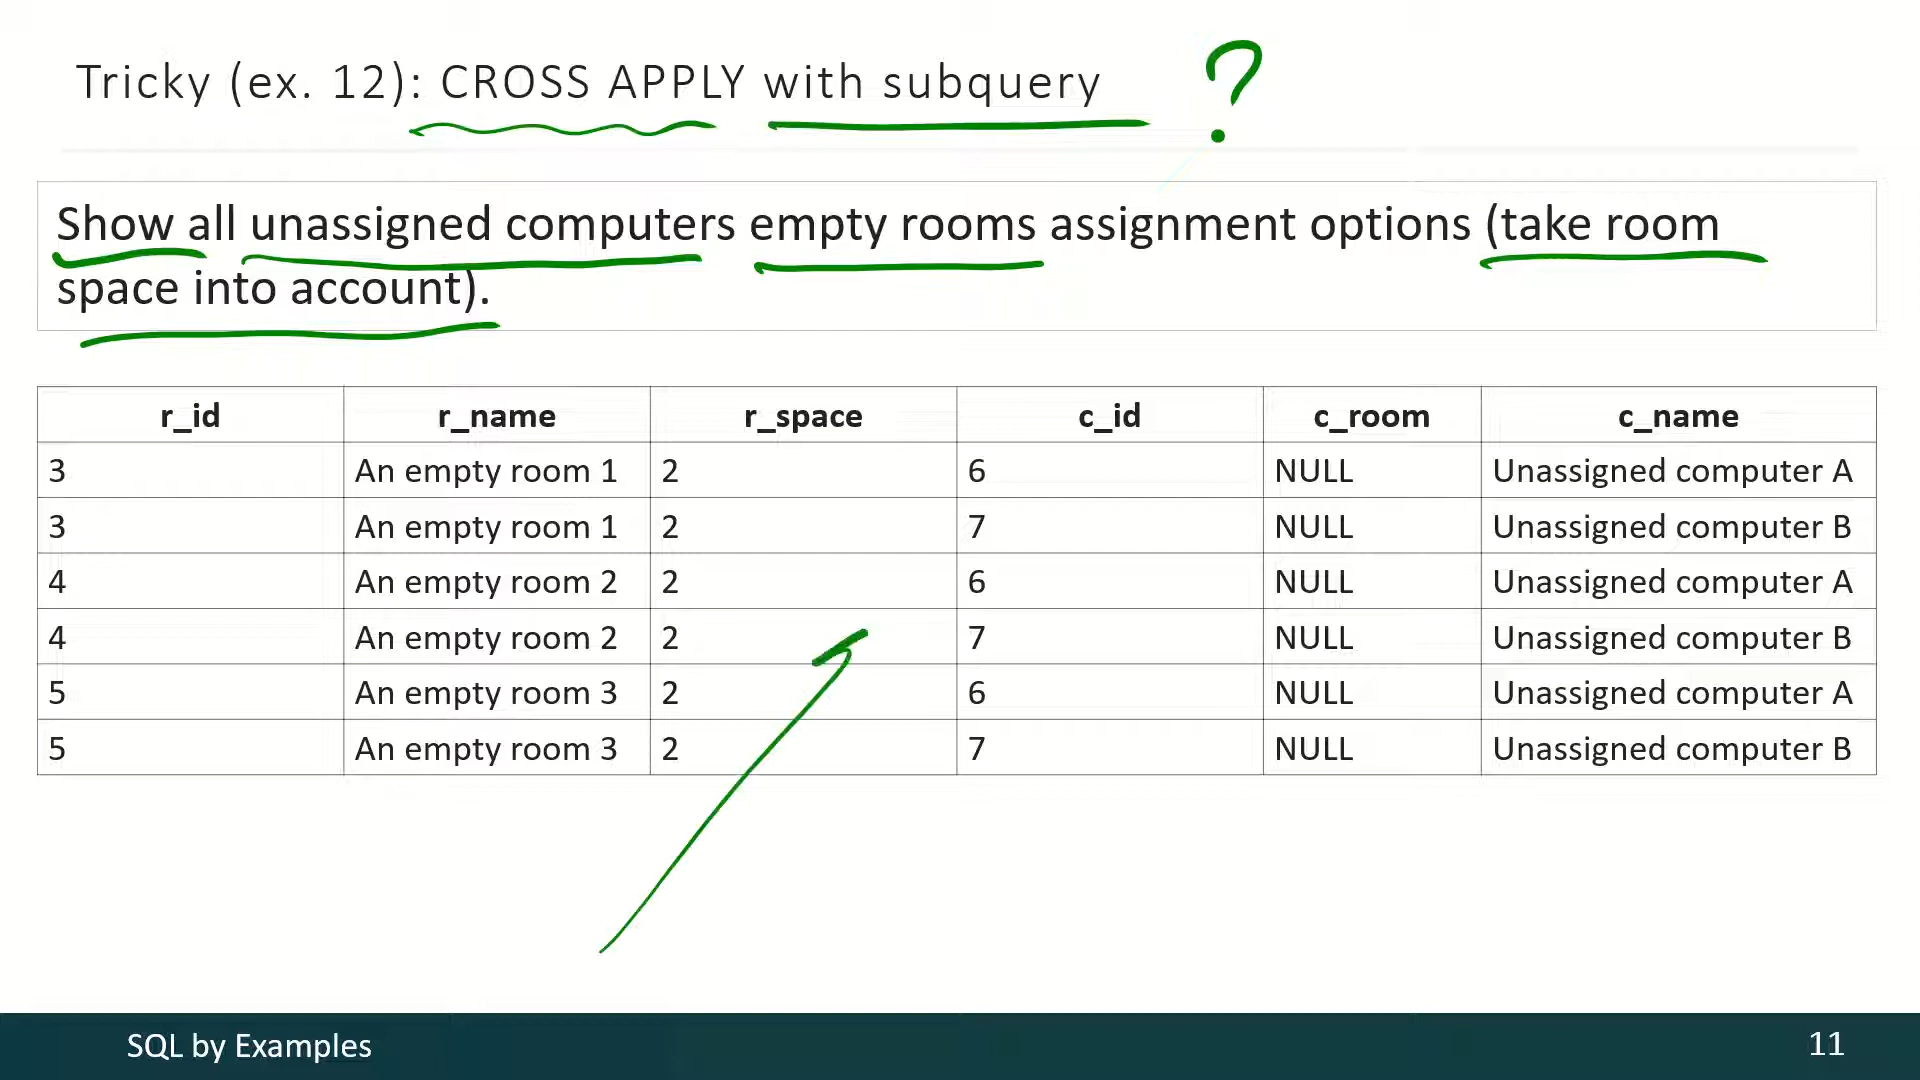 Tricky (ex. 12): CROSS APPLY with subquery ?
Show all unassigned computers empty rooms assignment options (take room
space into account).
r_id r_name r_space c_id c_room c_name
3 An empty room 1 2 6 NULL Unassigned computer A
3 An empty room 1 2 7 NULL Unassigned computer B
4 An empty room 2 2 6 NULL Unassigned computer A
4 An empty room 2 2 7 NULL Unassigned computer B
5 An empty room 3 2 6 NULL Unassigned computer A
5 An empty room 3 2 7 NULL Unassigned computer B
SQL by Examples 11